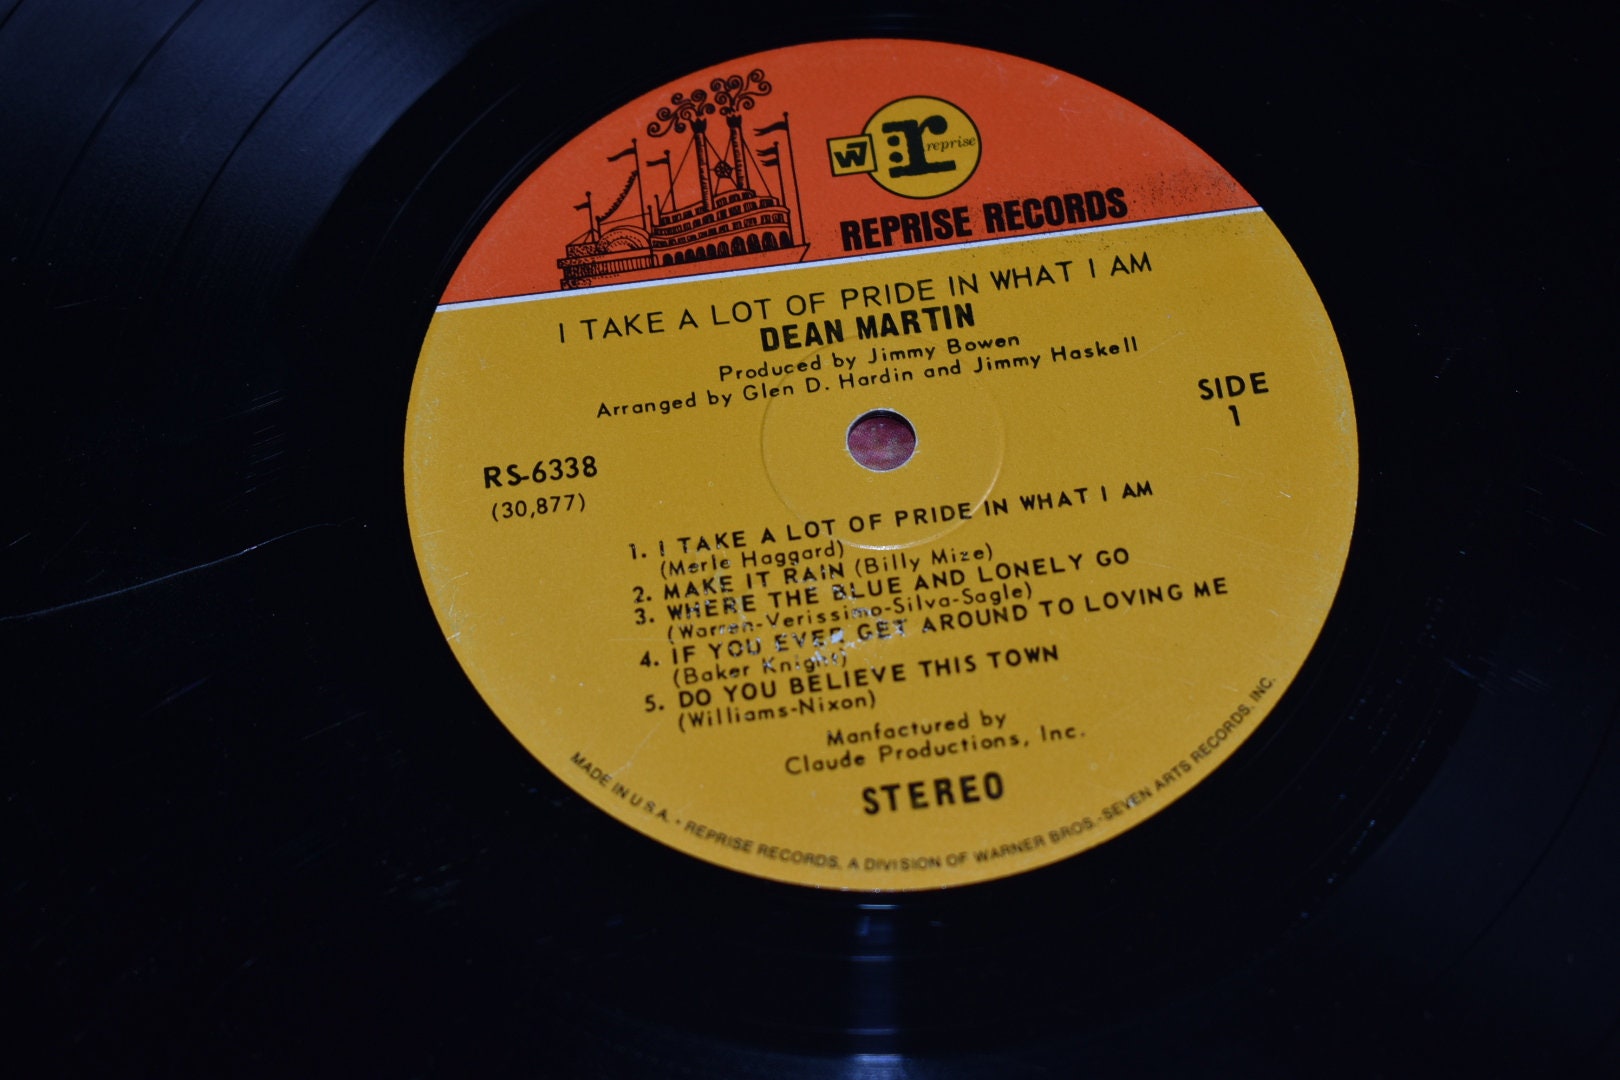 W7
:r
reprise
REPRISE RECORDS
I TAKE A LOT OF PRIDE IN WHAT I AM
DEAN MARTIN
Produced by Jimmy Bowen
Arranged by Glen D. Hardin and Jimmy Haskell
SIDE
1
RS-6338
(30,877)
1. I TAKE A LOT OF PRIDE IN WHAT I AM
(Merle Haggard)
2. MAKE IT RAIN (Billy Mize)
3. WHERE THE BLUE AND LONELY GO
(Warren-Verissimo-Silva-Sagle)
4. IF YOU EVER GET AROUND TO LOVING ME
(Baker Knight)
5. DO YOU BELIEVE THIS TOWN
(Williams-Nixon)
Manfactured by
Claude Productions, Inc.
STEREO
MADE IN U.S.A. • REPRISE RECORDS, A DIVISION OF WARNER BROS.-SEVEN ARTS RECORDS, INC.